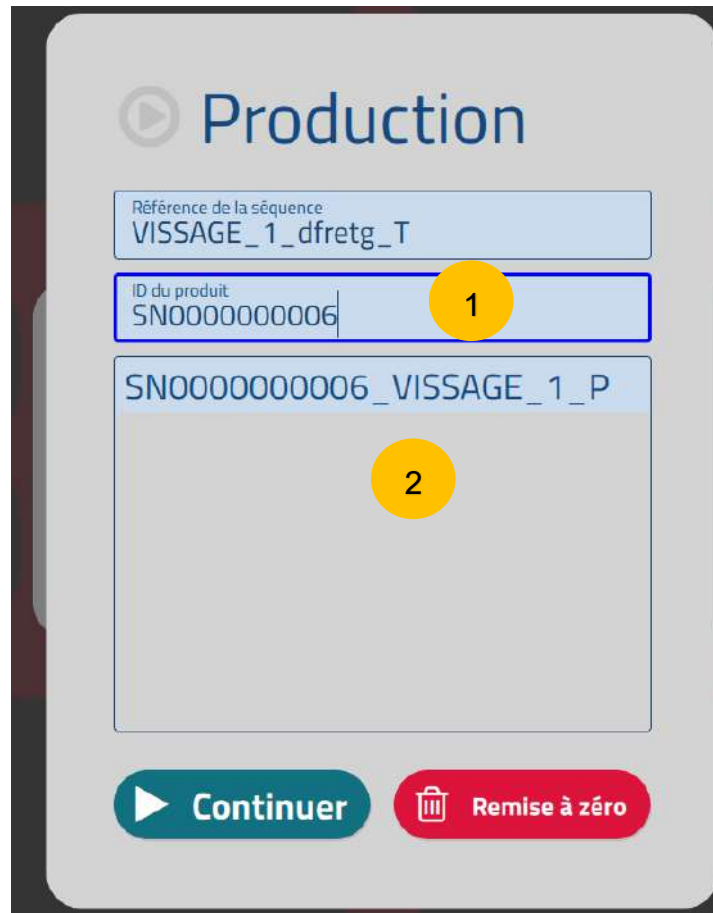 Production
Référence de la séquence
VISSAGE_1_dfretg_T
ID du produit
SN0000000006
1
SN0000000006_VISSAGE_1_P
2
Continuer
Remise à zéro